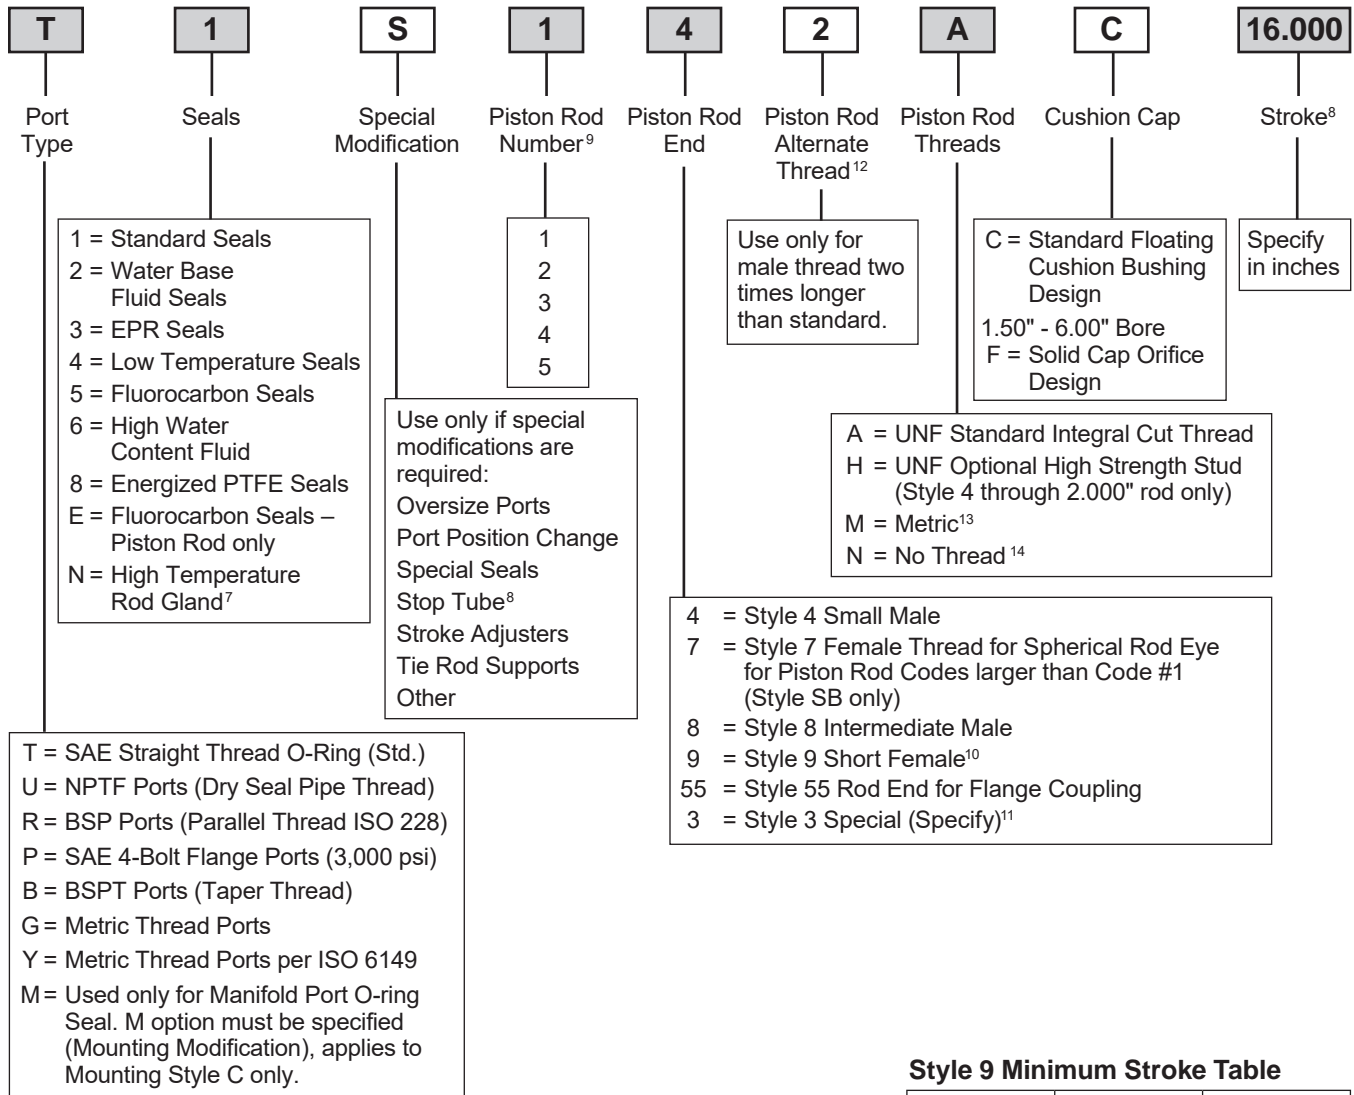 T 1 S 1 4 2 A C 16.000
Port
Type
Seals
Special
Modification
Piston Rod
Number⁹
Piston Rod
End
Piston Rod
Alternate
Thread¹²
Piston Rod
Threads
Cushion Cap
Stroke⁸
1 = Standard Seals
2 = Water Base
Fluid Seals
3 = EPR Seals
4 = Low Temperature Seals
5 = Fluorocarbon Seals
6 = High Water
Content Fluid
8 = Energized PTFE Seals
E = Fluorocarbon Seals –
Piston Rod only
N = High Temperature
Rod Gland⁷
1
2
3
4
5
Use only for
male thread two
times longer
than standard.
C = Standard Floating
Cushion Bushing
Design
1.50" - 6.00" Bore
F = Solid Cap Orifice
Design
Specify
in inches
Use only if special
modifications are
required:
Oversize Ports
Port Position Change
Special Seals
Stop Tube⁸
Stroke Adjusters
Tie Rod Supports
Other
A = UNF Standard Integral Cut Thread
H = UNF Optional High Strength Stud
(Style 4 through 2.000" rod only)
M = Metric¹³
N = No Thread ¹⁴
4 = Style 4 Small Male
7 = Style 7 Female Thread for Spherical Rod Eye
for Piston Rod Codes larger than Code #1
(Style SB only)
8 = Style 8 Intermediate Male
9 = Style 9 Short Female¹⁰
55 = Style 55 Rod End for Flange Coupling
3 = Style 3 Special (Specify)¹¹
T = SAE Straight Thread O-Ring (Std.)
U = NPTF Ports (Dry Seal Pipe Thread)
R = BSP Ports (Parallel Thread ISO 228)
P = SAE 4-Bolt Flange Ports (3,000 psi)
B = BSPT Ports (Taper Thread)
G = Metric Thread Ports
Y = Metric Thread Ports per ISO 6149
M = Used only for Manifold Port O-ring
Seal. M option must be specified
(Mounting Modification), applies to
Mounting Style C only.
Style 9 Minimum Stroke Table